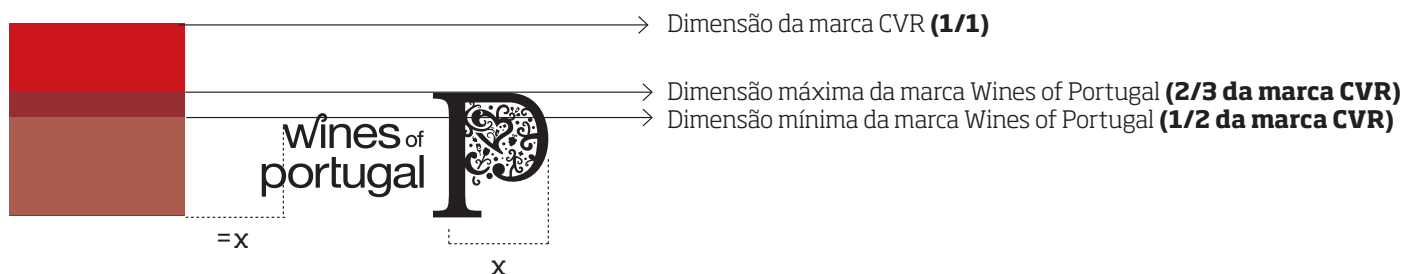 Dimensão da marca CVR (1/1)
Dimensão máxima da marca Wines of Portugal (2/3 da marca CVR)
Dimensão mínima da marca Wines of Portugal (1/2 da marca CVR)
wines of
portugal
P
=x
x